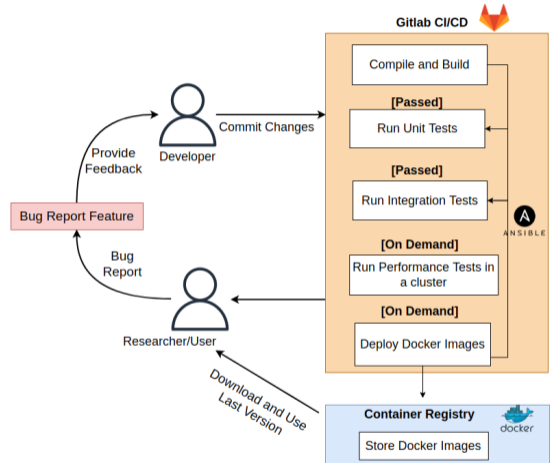 Gitlab CI/CD
Compile and Build
[Passed]
Run Unit Tests
[Passed]
Run Integration Tests
ANSIBLE
[On Demand]
Run Performance Tests in
a cluster
[On Demand]
Deploy Docker Images
Container Registry
docker
Store Docker Images
Commit Changes
Developer
Provide
Feedback
Bug Report Feature
Bug
Report
Researcher/User
Download and Use
Last Version